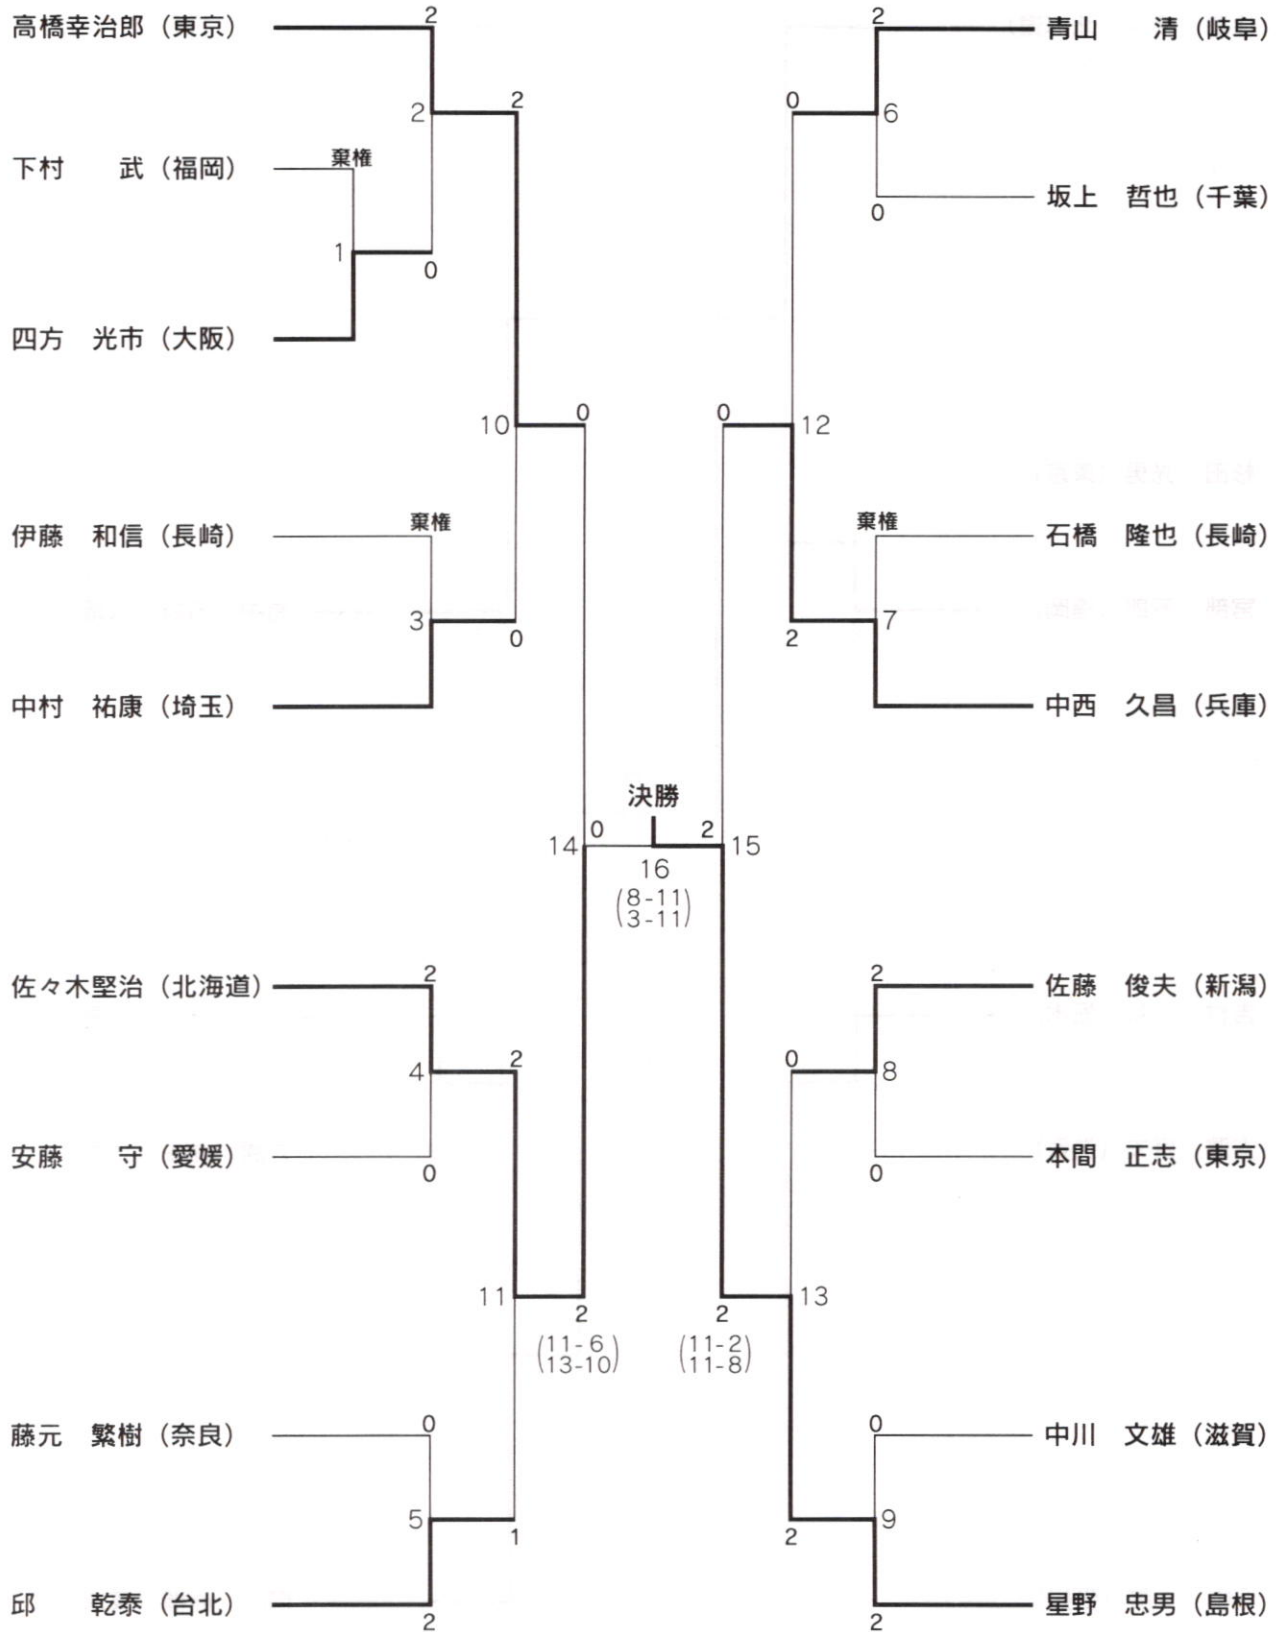 2
2
高橋幸治郎（東京）
青山　　清（岐阜）
2
2
0
6
下村　　武（福岡）
棄権
坂上　哲也（千葉）
0
1
0
四方　光市（大阪）
10
0
0
12
伊藤　和信（長崎）
棄権
棄権
石橋　隆也（長崎）
3
0
2
7
中村　祐康（埼玉）
中西　久昌（兵庫）
決勝
14
0
2
15
16
(8-11
3-11)
佐々木堅治（北海道）
2
2
佐藤　俊夫（新潟）
4
2
0
8
安藤　　守（愛媛）
0
0
本間　正志（東京）
11
2
2
13
(11-6
13-10)
(11-2
11-8)
藤元　繁樹（奈良）
0
0
中川　文雄（滋賀）
5
1
2
9
邱　　乾泰（台北）
2
2
星野　忠男（島根）